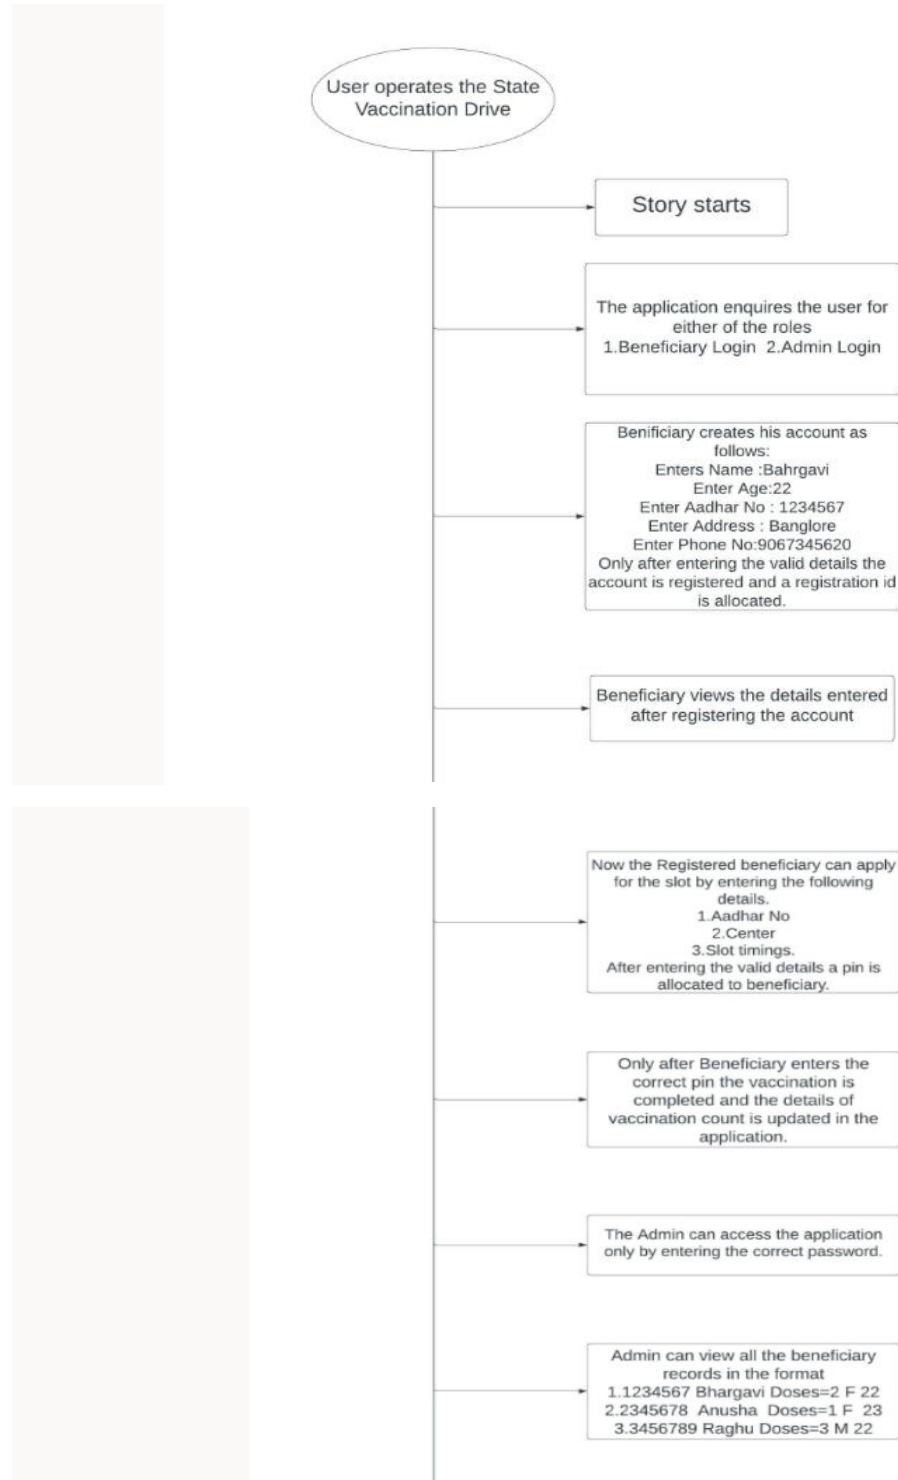 User operates the State
Vaccination Drive
Story starts
The application enquires the user for
either of the roles
1.Beneficiary Login  2.Admin Login
Benificiary creates his account as
follows:
Enters Name :Bahrgavi
Enter Age:22
Enter Aadhar No : 1234567
Enter Address : Banglore
Enter Phone No:9067345620
Only after entering the valid details the
account is registered and a registration id
is allocated.
Beneficiary views the details entered
after registering the account
Now the Registered beneficiary can apply
for the slot by entering the following
details.
1.Aadhar No
2.Center
3.Slot timings.
After entering the valid details a pin is
allocated to beneficiary.
Only after Beneficiary enters the
correct pin the vaccination is
completed and the details of
vaccination count is updated in the
application.
The Admin can access the application
only by entering the correct password.
Admin can view all the beneficiary
records in the format
1.1234567 Bhargavi Doses=2 F 22
2.2345678  Anusha  Doses=1 F  23
3.3456789 Raghu Doses=3 M 22